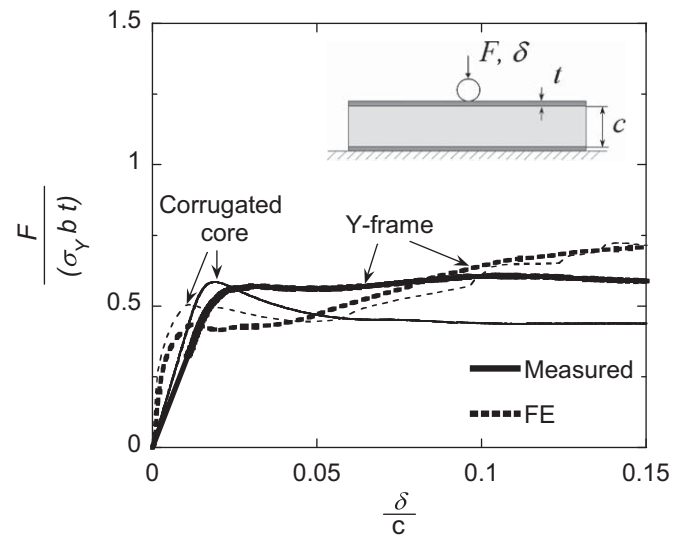 1.5
F, δ
t
c
1
F
(σY b t)
Corrugated
core
Y-frame
0.5
Measured
FE
0
0
0.05
0.1
0.15
δ
c